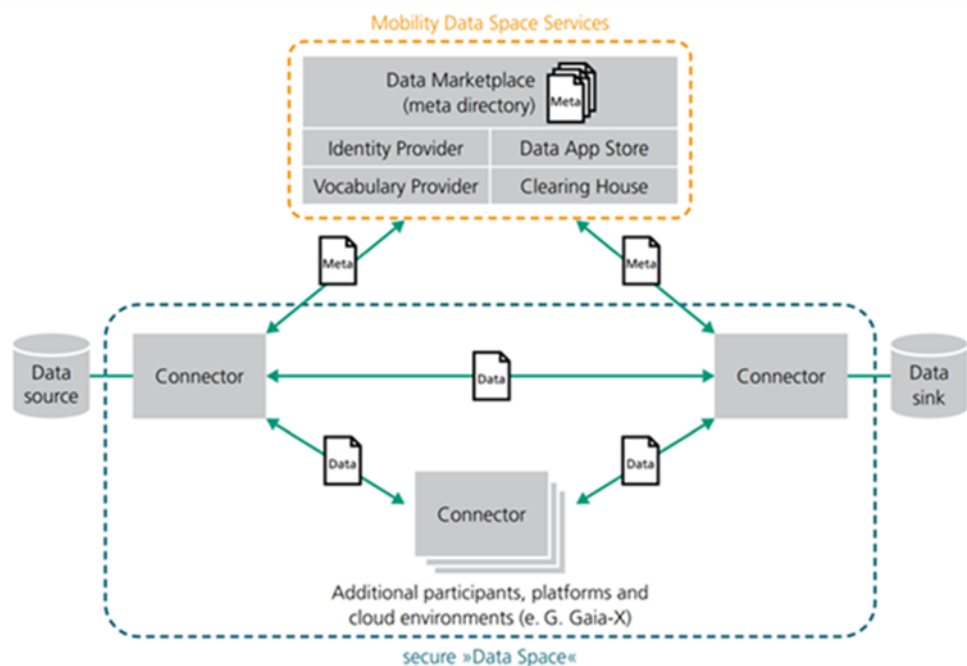 Mobility Data Space Services
Data Marketplace
(meta directory)
Meta
Identity Provider
Data App Store
Vocabulary Provider
Clearing House
Meta
Meta
Data
source
Connector
Data
Connector
Data
sink
Data
Data
Connector
Additional participants, platforms and
cloud environments (e. G. Gaia-X)
secure »Data Space«